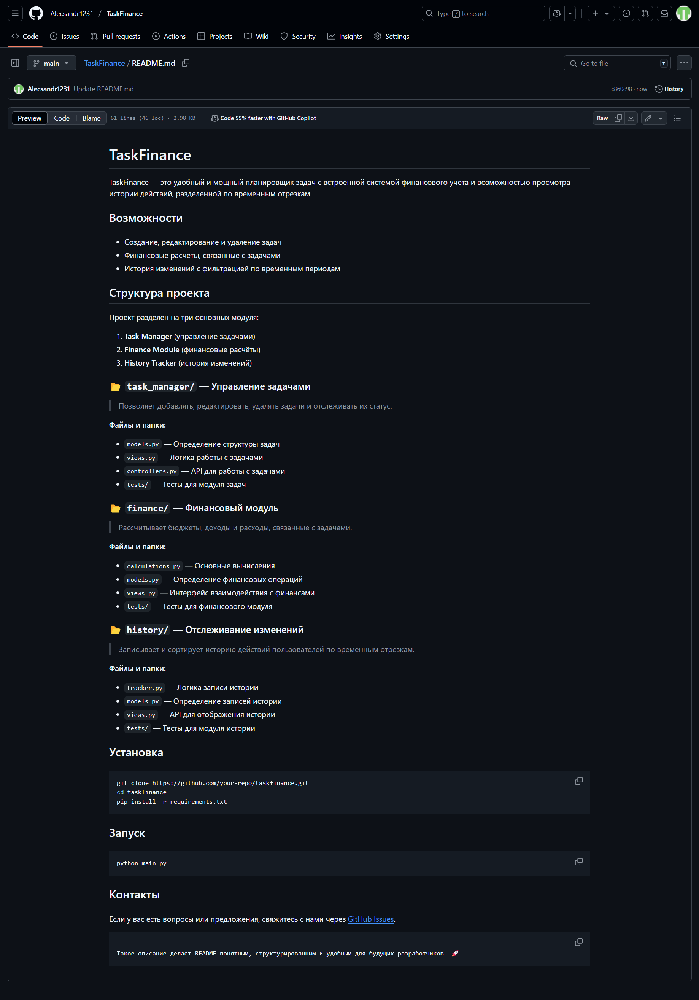 Alecsandr1231 / TaskFinance
Type / to search
Code
Issues
Pull requests
Actions
Projects
Wiki
Security
Insights
Settings
main
TaskFinance / README.md
Go to file
t
Alecsandr1231 Update README.md
c860c98 · now
History
Preview
Code
Blame
61 lines (46 loc) · 2.98 KB
Code 55% faster with GitHub Copilot
Raw
TaskFinance
TaskFinance — это удобный и мощный планировщик задач с встроенной системой финансового учета и возможностью просмотра
истории действий, разделенной по временным отрезкам.
Возможности
• Создание, редактирование и удаление задач
• Финансовые расчёты, связанные с задачами
• История изменений с фильтрацией по временным периодам
Структура проекта
Проект разделен на три основных модуля:
1. Task Manager (управление задачами)
2. Finance Module (финансовые расчёты)
3. History Tracker (история изменений)
📂 task_manager/ — Управление задачами
Позволяет добавлять, редактировать, удалять задачи и отслеживать их статус.
Файлы и папки:
• models.py — Определение структуры задач
• views.py — Логика работы с задачами
• controllers.py — API для работы с задачами
• tests/ — Тесты для модуля задач
📂 finance/ — Финансовый модуль
Рассчитывает бюджеты, доходы и расходы, связанные с задачами.
Файлы и папки:
• calculations.py — Основные вычисления
• models.py — Определение финансовых операций
• views.py — Интерфейс взаимодействия с финансами
• tests/ — Тесты для финансового модуля
📂 history/ — Отслеживание изменений
Записывает и сортирует историю действий пользователей по временным отрезкам.
Файлы и папки:
• tracker.py — Логика записи истории
• models.py — Определение записей истории
• views.py — API для отображения истории
• tests/ — Тесты для модуля истории
Установка
git clone https://github.com/your-repo/taskfinance.git
cd taskfinance
pip install -r requirements.txt
Запуск
python main.py
Контакты
Если у вас есть вопросы или предложения, свяжитесь с нами через GitHub Issues.
Такое описание делает README понятным, структурированным и удобным для будущих разработчиков. 🚀